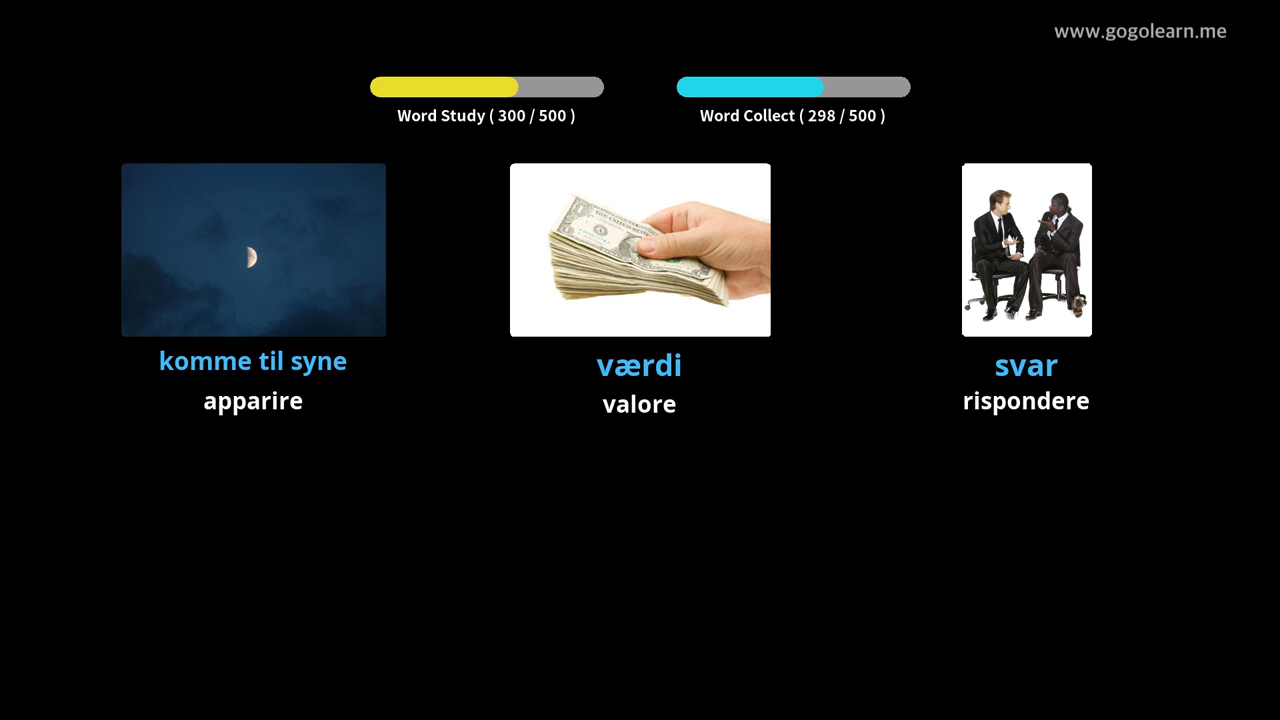 www.gogolearn.me
Word Study ( 300 / 500 )
Word Collect ( 298 / 500 )
komme til syne
apparire
værdi
valore
svar
rispondere